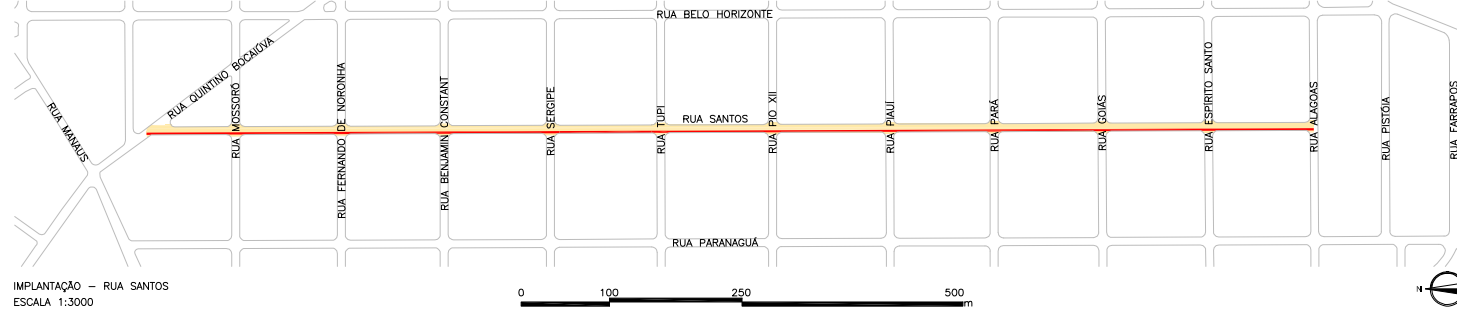 RUA BELO HORIZONTE
RUA QUINTINO BOCAIÚVA
RUA MANAUS
RUA MOSSORÓ
RUA FERNANDO DE NORONHA
RUA BENJAMIN CONSTANT
RUA SERGIPE
RUA TUPI
RUA SANTOS
RUA PIO XII
RUA PIAUÍ
RUA PARÁ
RUA GOIÁS
RUA ESPÍRITO SANTO
RUA ALAGOAS
RUA PISTÓIA
RUA FARRAPOS
RUA PARANAGUÁ
IMPLANTAÇÃO – RUA SANTOS
ESCALA 1:3000
0 100 250 500
m
N